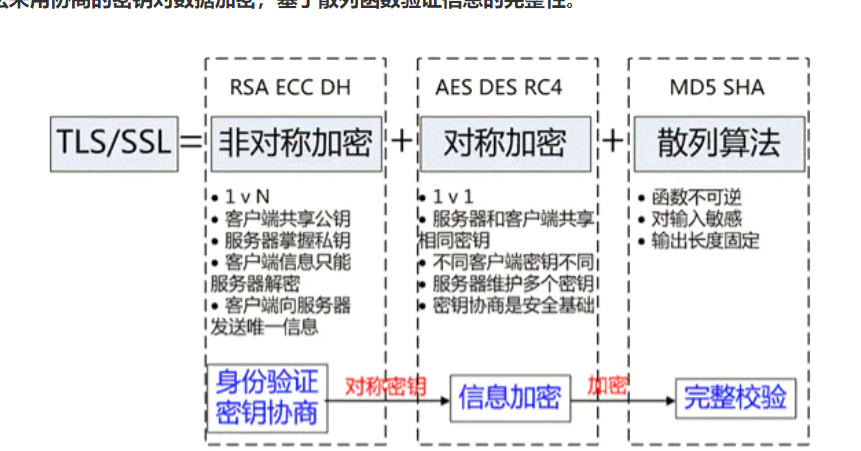 法采用协商的密钥对数据加密，基于散列函数验证信息的完整性。
RSA ECC DH
AES DES RC4
MD5 SHA
TLS/SSL = 非对称加密 + 对称加密 + 散列算法
• 1 v N
• 客户端共享公钥
• 服务器掌握私钥
• 客户端信息只能
服务器解密
• 客户端向服务器
发送唯一信息
• 1 v 1
• 服务器和客户端共享
相同密钥
• 不同客户端密钥不同
• 服务器维护多个密钥
• 密钥协商是安全基础
• 函数不可逆
• 对输入敏感
• 输出长度固定
身份验证
密钥协商
对称密钥
信息加密
加密
完整校验